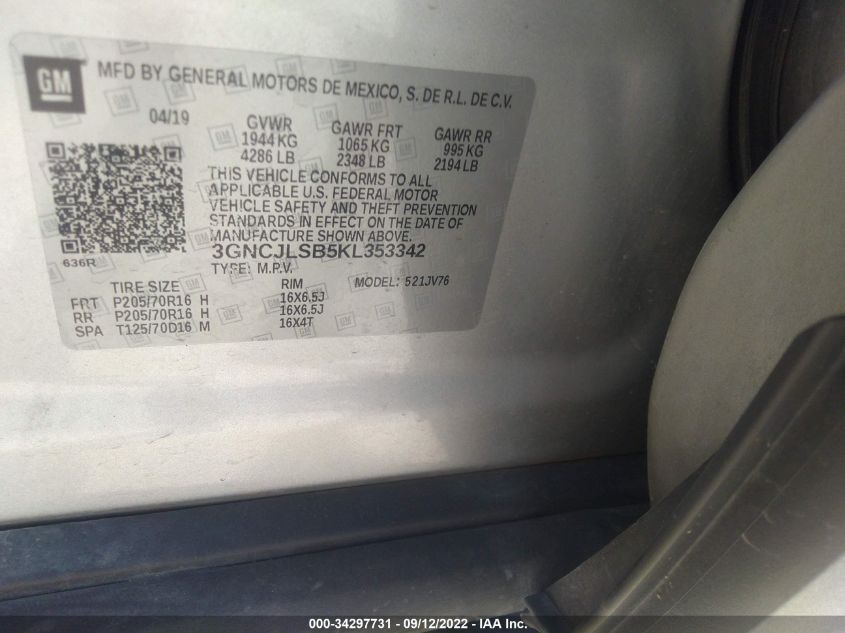 GM
MFD BY GENERAL MOTORS DE MEXICO, S. DE R.L. DE C.V.
04/19
GVWR GAWR FRT GAWR RR
1944 KG 1065 KG 995 KG
4286 LB 2348 LB 2194 LB
THIS VEHICLE CONFORMS TO ALL
APPLICABLE U.S. FEDERAL MOTOR
VEHICLE SAFETY AND THEFT PREVENTION
STANDARDS IN EFFECT ON THE DATE OF
MANUFACTURE SHOWN ABOVE.
636R
3GNCJLSB5KL353342
TYPE: M.P.V. MODEL: 521JV76
TIRE SIZE RIM
FRT P205/70R16 H 16X6.5J
RR P205/70R16 H 16X6.5J
SPA T125/70D16 M 16X4T
000-34297731 - 09/12/2022 - © IAA Inc.